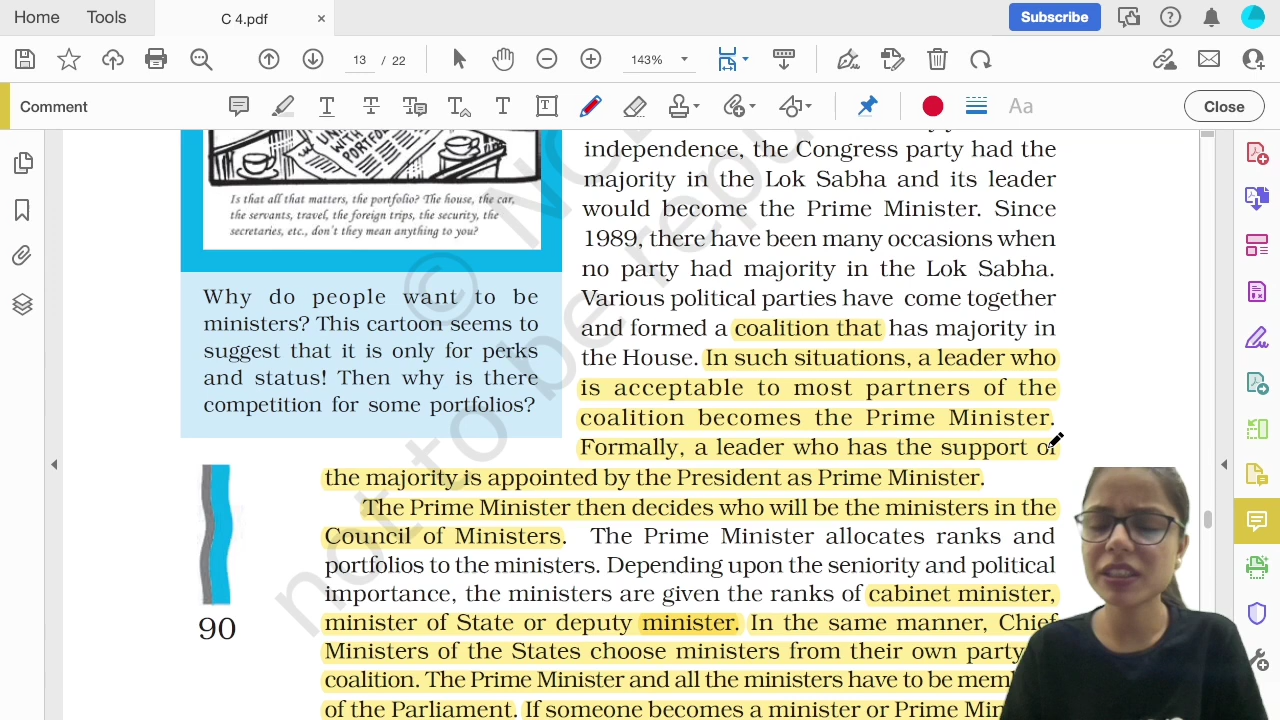 Home
Tools
C 4.pdf
×
Subscribe
13 / 22
143%
Comment
T
T
T
T
T
T
Aa
Close
UN
WITH
PORTFOL
Is that all that matters, the portfolio? The house, the car,
the servants, travel, the foreign trips, the security, the
secretaries, etc., don't they mean anything to you?
Why do people want to be
ministers? This cartoon seems to
suggest that it is only for perks
and status! Then why is there
competition for some portfolios?
independence, the Congress party had the
majority in the Lok Sabha and its leader
would become the Prime Minister. Since
1989, there have been many occasions when
no party had majority in the Lok Sabha.
Various political parties have come together
and formed a coalition that has majority in
the House. In such situations, a leader who
is acceptable to most partners of the
coalition becomes the Prime Minister.
Formally, a leader who has the support of
the majority is appointed by the President as Prime Minister.
The Prime Minister then decides who will be the ministers in the
Council of Ministers. The Prime Minister allocates ranks and
portfolios to the ministers. Depending upon the seniority and political
importance, the ministers are given the ranks of cabinet minister,
minister of State or deputy minister. In the same manner, Chief
Ministers of the States choose ministers from their own party
coalition. The Prime Minister and all the ministers have to be mem
of the Parliament. If someone becomes a minister or Prime Min
90
© NC
not to be repu